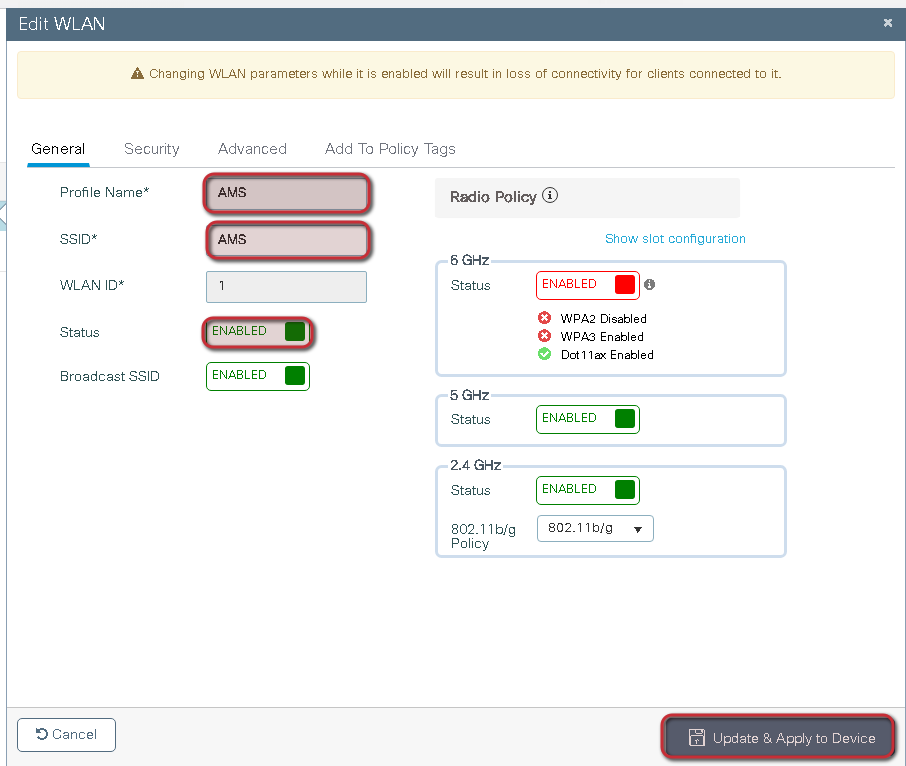 Edit WLAN
Changing WLAN parameters while it is enabled will result in loss of connectivity for clients connected to it.
General Security Advanced Add To Policy Tags
Profile Name* AMS
SSID* AMS
WLAN ID* 1
Status ENABLED
Broadcast SSID ENABLED
Radio Policy
Show slot configuration
6 GHz
Status ENABLED
WPA2 Disabled
WPA3 Enabled
Dot11ax Enabled
5 GHz
Status ENABLED
2.4 GHz
Status ENABLED
802.11b/g
Policy
802.11b/g
Cancel
Update & Apply to Device